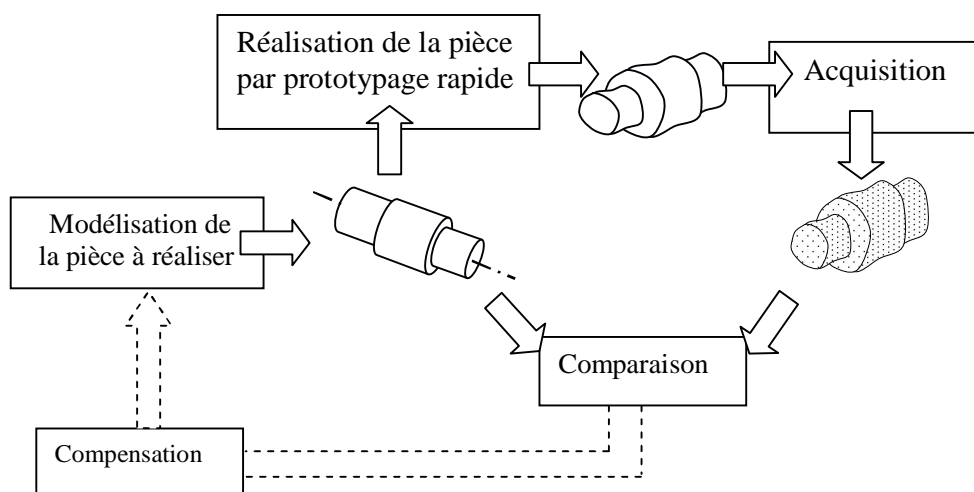 Réalisation de la pièce
par prototypage rapide
Acquisition
Modélisation de
la pièce à réaliser
Comparaison
Compensation